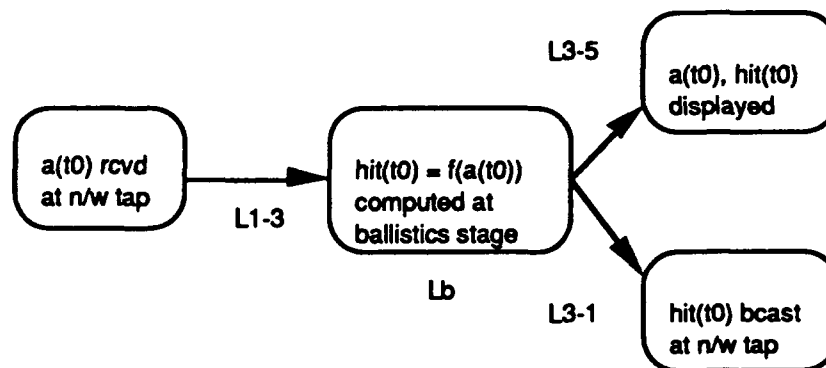 a(t0) rcvd
at n/w tap
L1-3
hit(t0) = f(a(t0))
computed at
ballistics stage
Lb
L3-5
a(t0), hit(t0)
displayed
L3-1
hit(t0) bcast
at n/w tap